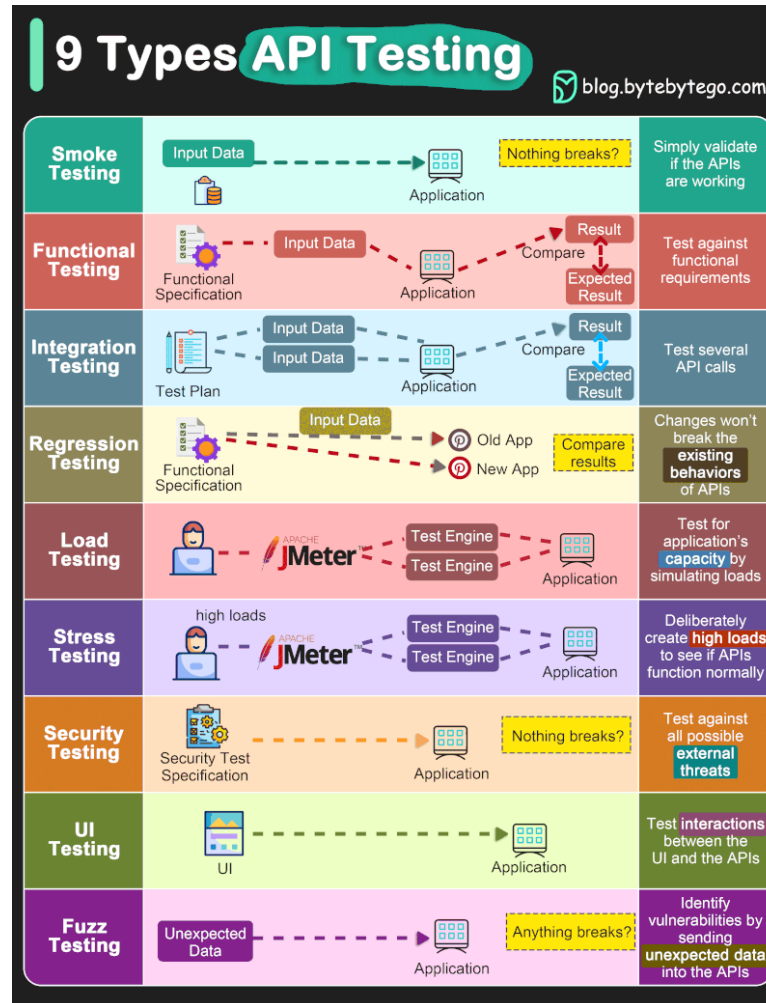 9 Types API Testing
blog.bytebytego.com
Smoke
Testing
Input Data
Application
Nothing breaks?
Simply validate
if the APIs
are working
Functional
Testing
Functional
Specification
Input Data
Application
Compare
Result
Expected
Result
Test against
functional
requirements
Integration
Testing
Test Plan
Input Data
Input Data
Application
Compare
Result
Expected
Result
Test several
API calls
Regression
Testing
Functional
Specification
Input Data
Old App
New App
Compare
results
Changes won't
break the
existing
behaviors
of APIs
Load
Testing
APACHE
JMeter™
Test Engine
Test Engine
Application
Test for
application's
capacity by
simulating loads
Stress
Testing
high loads
APACHE
JMeter™
Test Engine
Test Engine
Application
Deliberately
create high loads
to see if APIs
function normally
Security
Testing
Security Test
Specification
Application
Nothing breaks?
Test against
all possible
external
threats
UI
Testing
UI
Application
Test interactions
between the
UI and the APIs
Fuzz
Testing
Unexpected
Data
Application
Anything breaks?
Identify
vulnerabilities by
sending
unexpected data
into the APIs